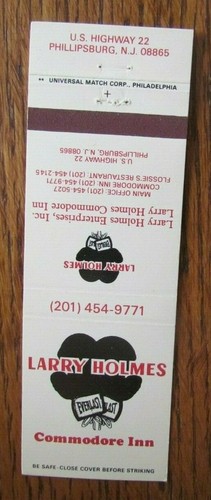 U.S. HIGHWAY 22
PHILLIPSBURG, N.J. 08865
** UNIVERSAL MATCH CORP., PHILADELPHIA
Larry Holmes Enterprises, Inc.
Larry Holmes Commodore Inn
MAIN OFFICE (201) 454-5027
COMMODORE INN (201) 454-9771
FLOSSIE'S RESTAURANT (201) 454-2145
U.S. HIGHWAY 22
PHILLIPSBURG, N.J. 08865
LARRY HOLMES
(201) 454-9771
LARRY HOLMES
EVERLAST
Commodore Inn
BE SAFE-CLOSE COVER BEFORE STRIKING